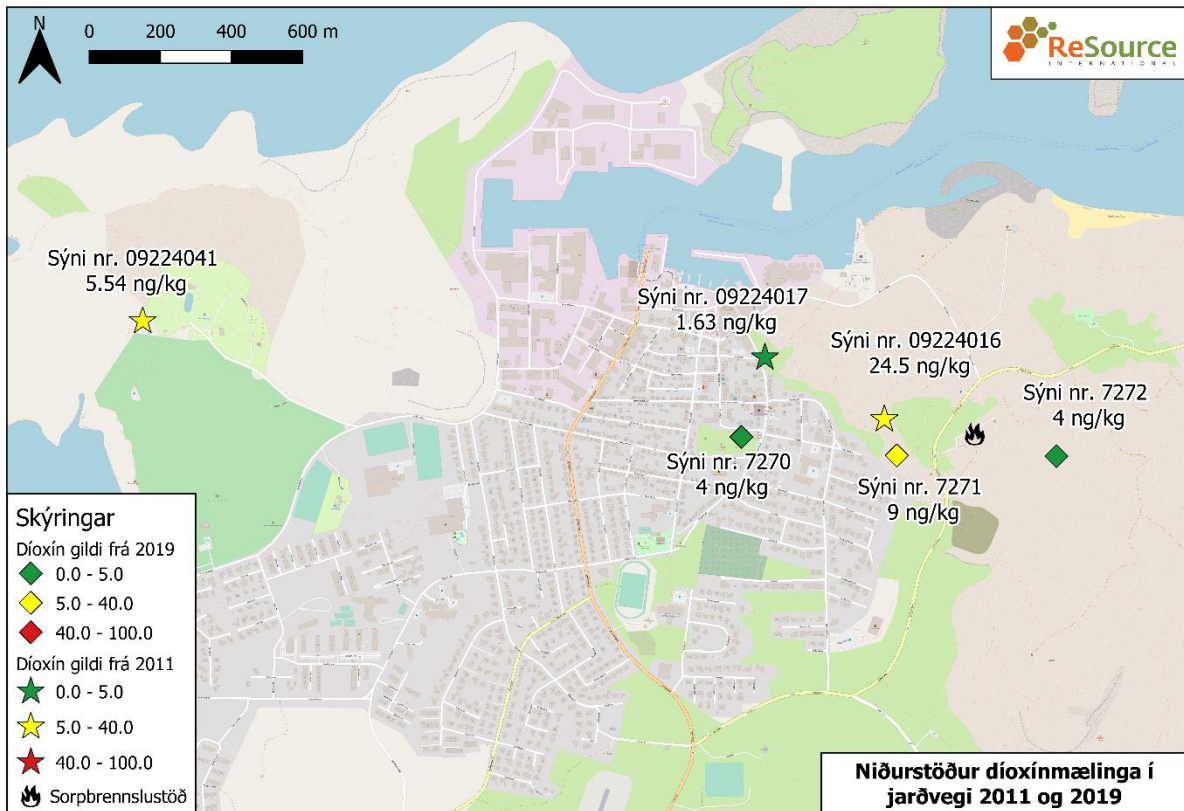 N
0 200 400 600 m
ReSource
INTERNATIONAL
Sýni nr. 09224041
5.54 ng/kg
Sýni nr. 09224017
1.63 ng/kg
Sýni nr. 09224016
24.5 ng/kg
Sýni nr. 7272
4 ng/kg
Sýni nr. 7270
4 ng/kg
Sýni nr. 7271
9 ng/kg
Skýringar
Díoxín gildi frá 2019
0.0 - 5.0
5.0 - 40.0
40.0 - 100.0
Díoxín gildi frá 2011
0.0 - 5.0
5.0 - 40.0
40.0 - 100.0
Sorpbrennslustöð
Niðurstöður díoxínmælinga í
jarðvegi 2011 og 2019